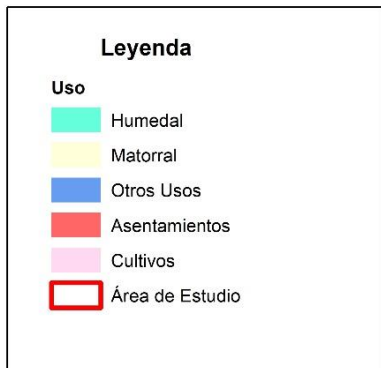 Leyenda
Uso
Humedal
Matorral
Otros Usos
Asentamientos
Cultivos
Área de Estudio